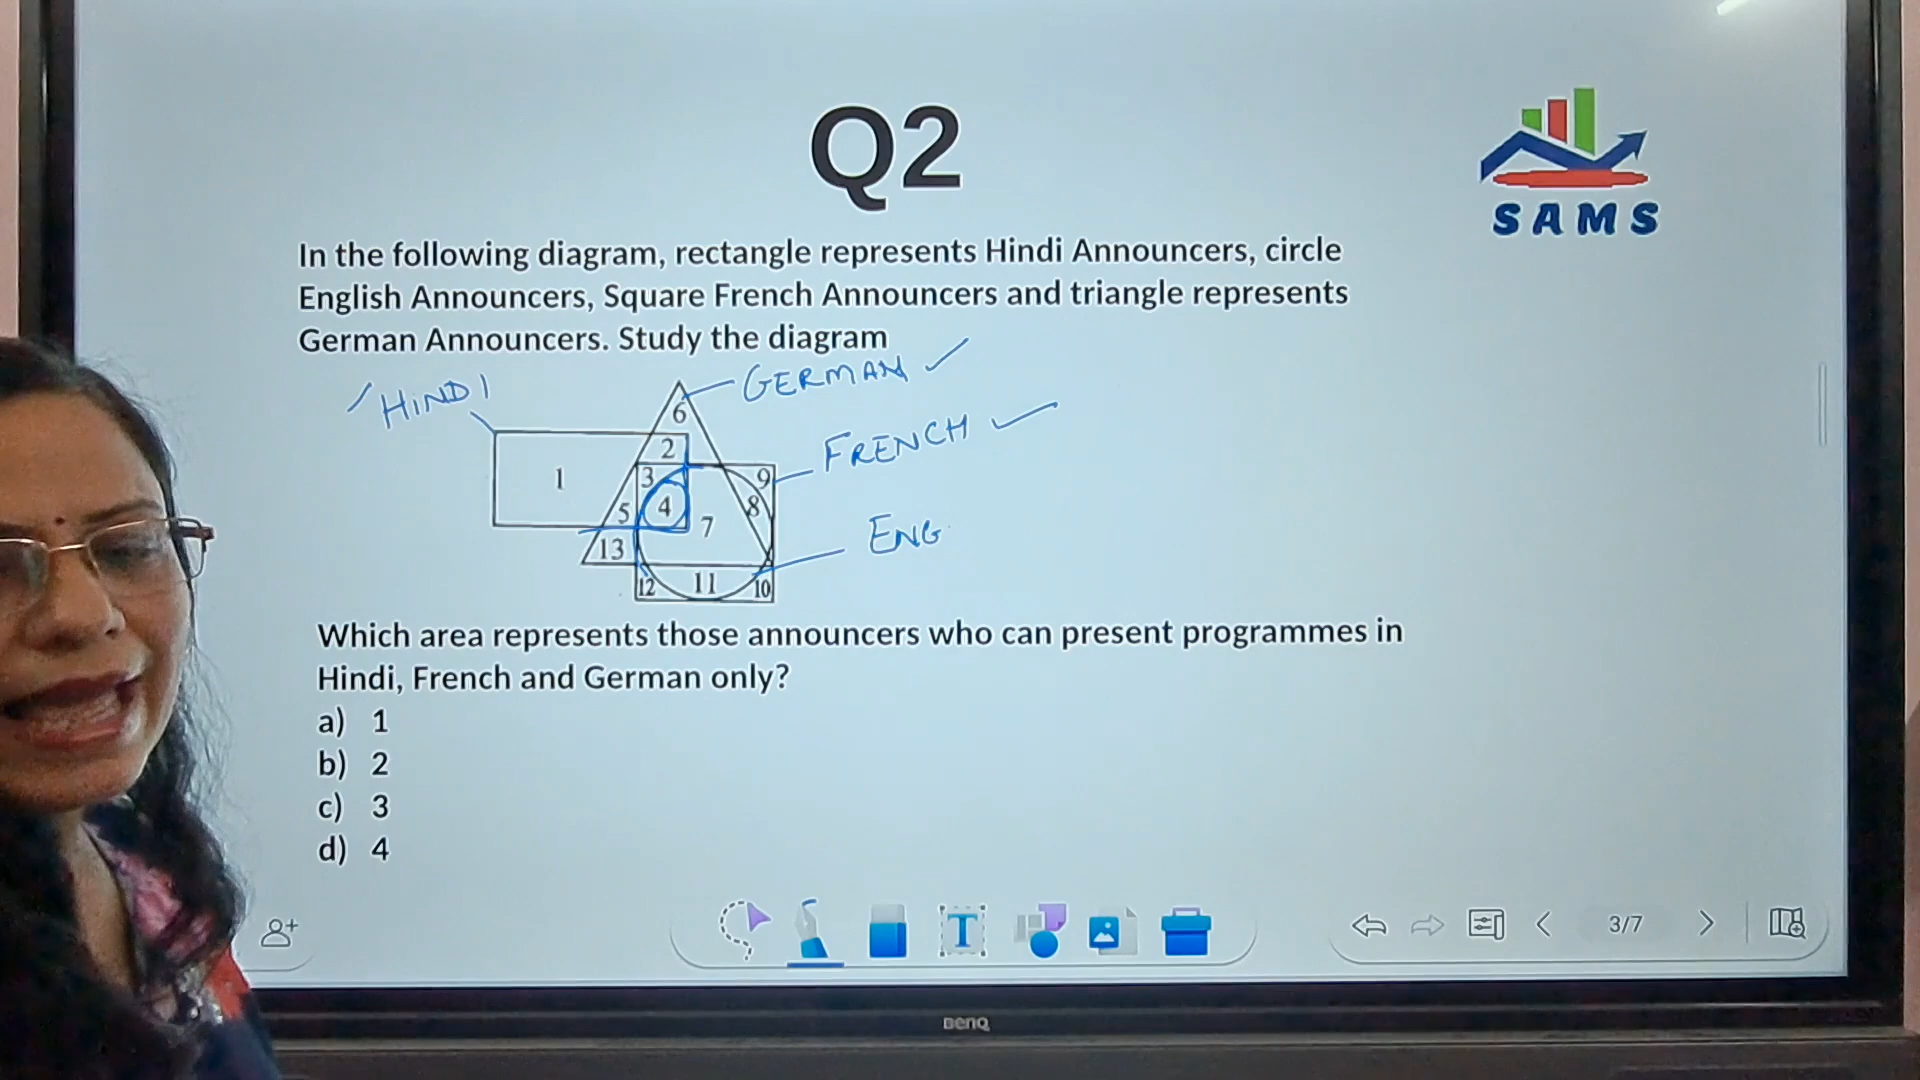 Q2
SAMS
In the following diagram, rectangle represents Hindi Announcers, circle
English Announcers, Square French Announcers and triangle represents
German Announcers. Study the diagram
HINDI
GERMAN
6
FRENCH
2
1
3
9
5
4
7
8
ENG
13
12
11
10
Which area represents those announcers who can present programmes in
Hindi, French and German only?
a) 1
b) 2
c) 3
d) 4
T
3/7
BenQ